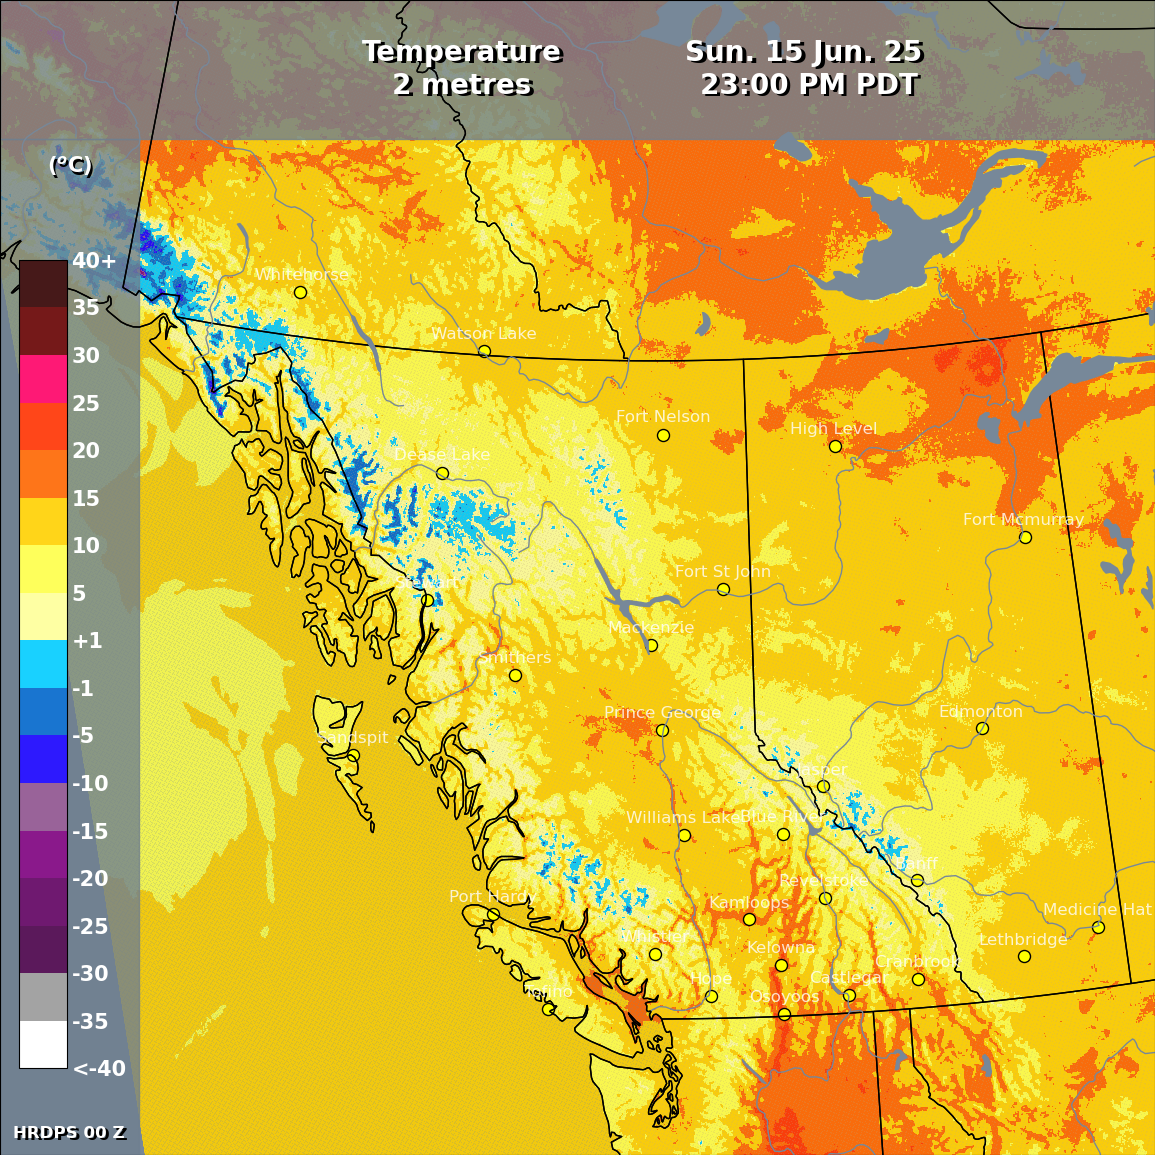 Temperature
2 metres
Sun. 15 Jun. 25
23:00 PM PDT
(°C)
40+
35
30
25
20
15
10
5
+1
-1
-5
-10
-15
-20
-25
-30
-35
<-40
Whitehorse
Watson Lake
Fort Nelson
High Level
Dease Lake
Fort Mcmurray
Fort St John
Stewart
Mackenzie
Smithers
Prince George
Edmonton
Sandspit
Jasper
Williams Lake
Blue River
Banff
Revelstoke
Port Hardy
Kamloops
Medicine Hat
Whistler
Kelowna
Lethbridge
Cranbrook
Hope
Castlegar
Tofino
Osoyoos
HRDPS 00 Z